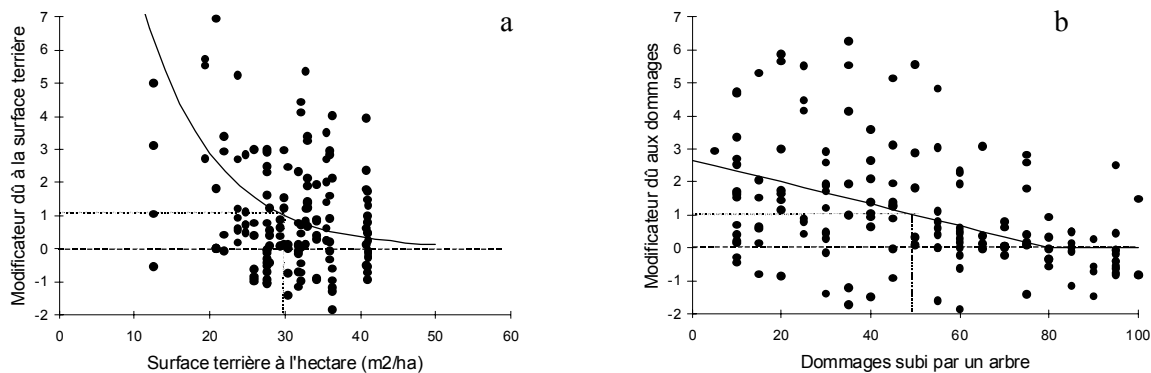 a
Modificateur dû à la surface terrière
7
6
5
4
3
2
1
0
-1
-2
0 10 20 30 40 50 60
Surface terrière à l'hectare (m2/ha)
b
Modificateur dû aux dommages
7
6
5
4
3
2
1
0
-1
-2
0 20 40 60 80 100
Dommages subi par un arbre